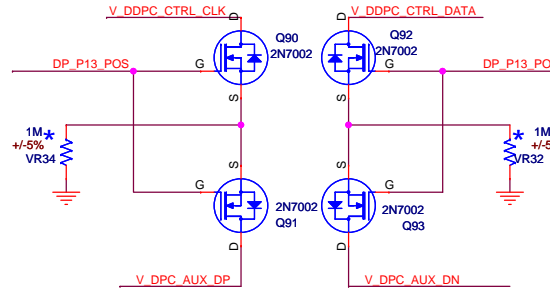 V_DDPC_CTRL_CLK
V_DDPC_CTRL_DATA
D
D
Q90
2N7002
Q92
2N7002
DP_P13_POS
G
G
DP_P13_PO
S
S
1M
+/-5%
VR34
*
*
1M
+/-5
VR32
S
S
G
G
2N7002
Q91
2N7002
Q93
D
D
V_DPC_AUX_DP
V_DPC_AUX_DN